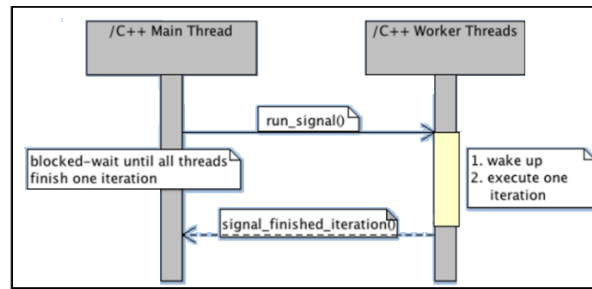 /C++ Main Thread
/C++ Worker Threads
run_signal()
blocked-wait until all threads
finish one iteration
1. wake up
2. execute one
iteration
signal_finished_iteration()